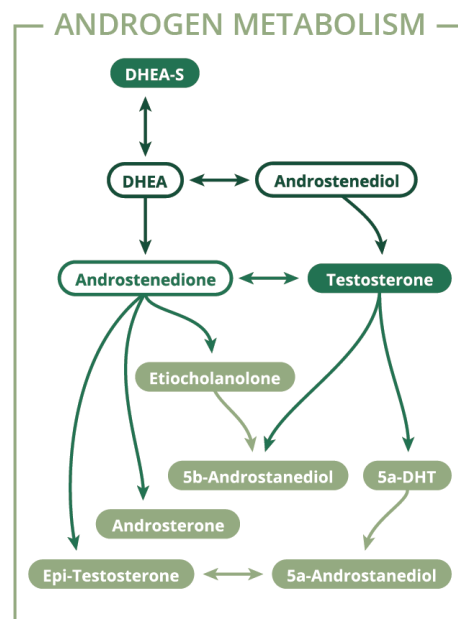 ANDROGEN METABOLISM
DHEA-S
DHEA
Androstenediol
Androstenedione
Testosterone
Etiocholanolone
5b-Androstanediol
5a-DHT
Androsterone
Epi-Testosterone
5a-Androstanediol